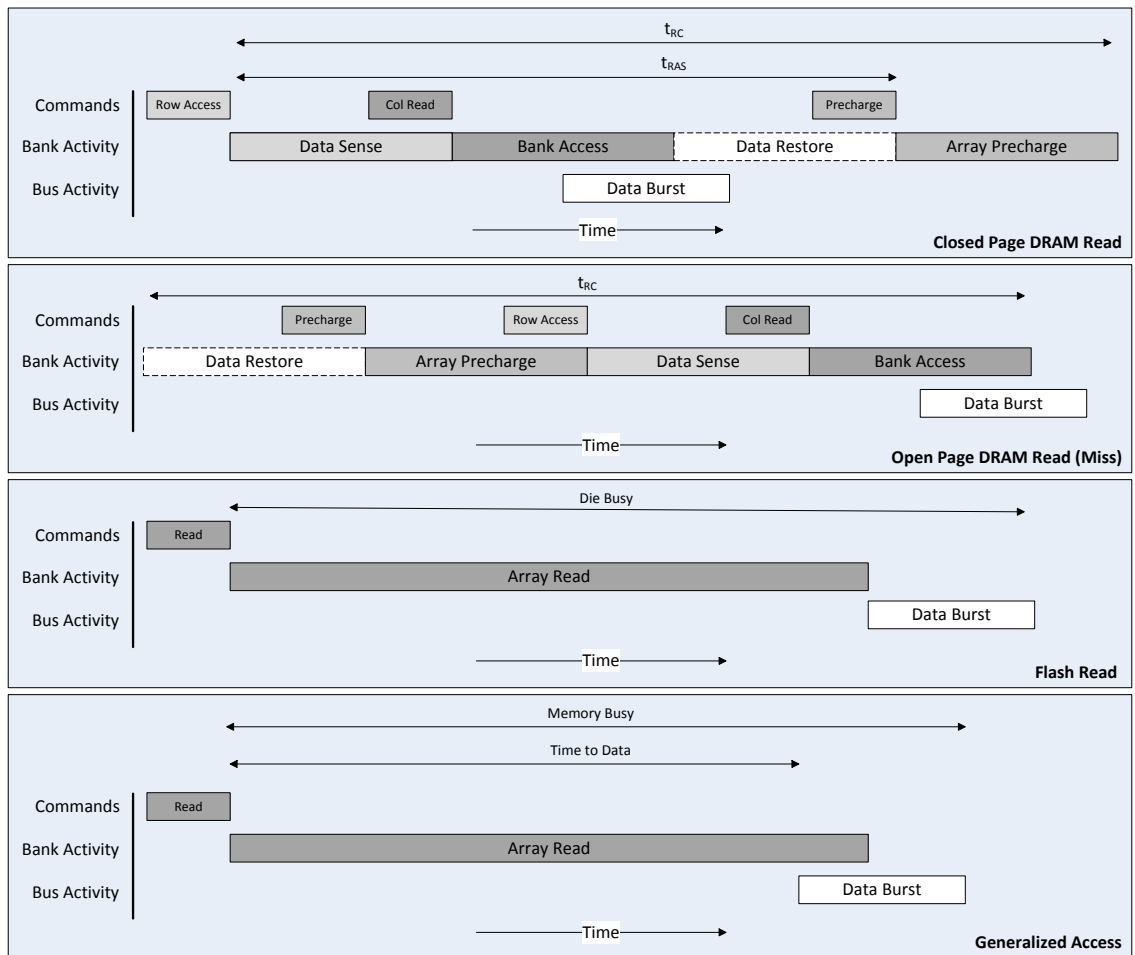 tRC
tRAS
Commands Row Access Col Read Precharge
Bank Activity Data Sense Bank Access Data Restore Array Precharge
Bus Activity Data Burst
Time
Closed Page DRAM Read
tRC
Commands Precharge Row Access Col Read
Bank Activity Data Restore Array Precharge Data Sense Bank Access
Bus Activity Data Burst
Time
Open Page DRAM Read (Miss)
Die Busy
Commands Read
Bank Activity Array Read
Bus Activity Data Burst
Time
Flash Read
Memory Busy
Time to Data
Commands Read
Bank Activity Array Read
Bus Activity Data Burst
Time
Generalized Access